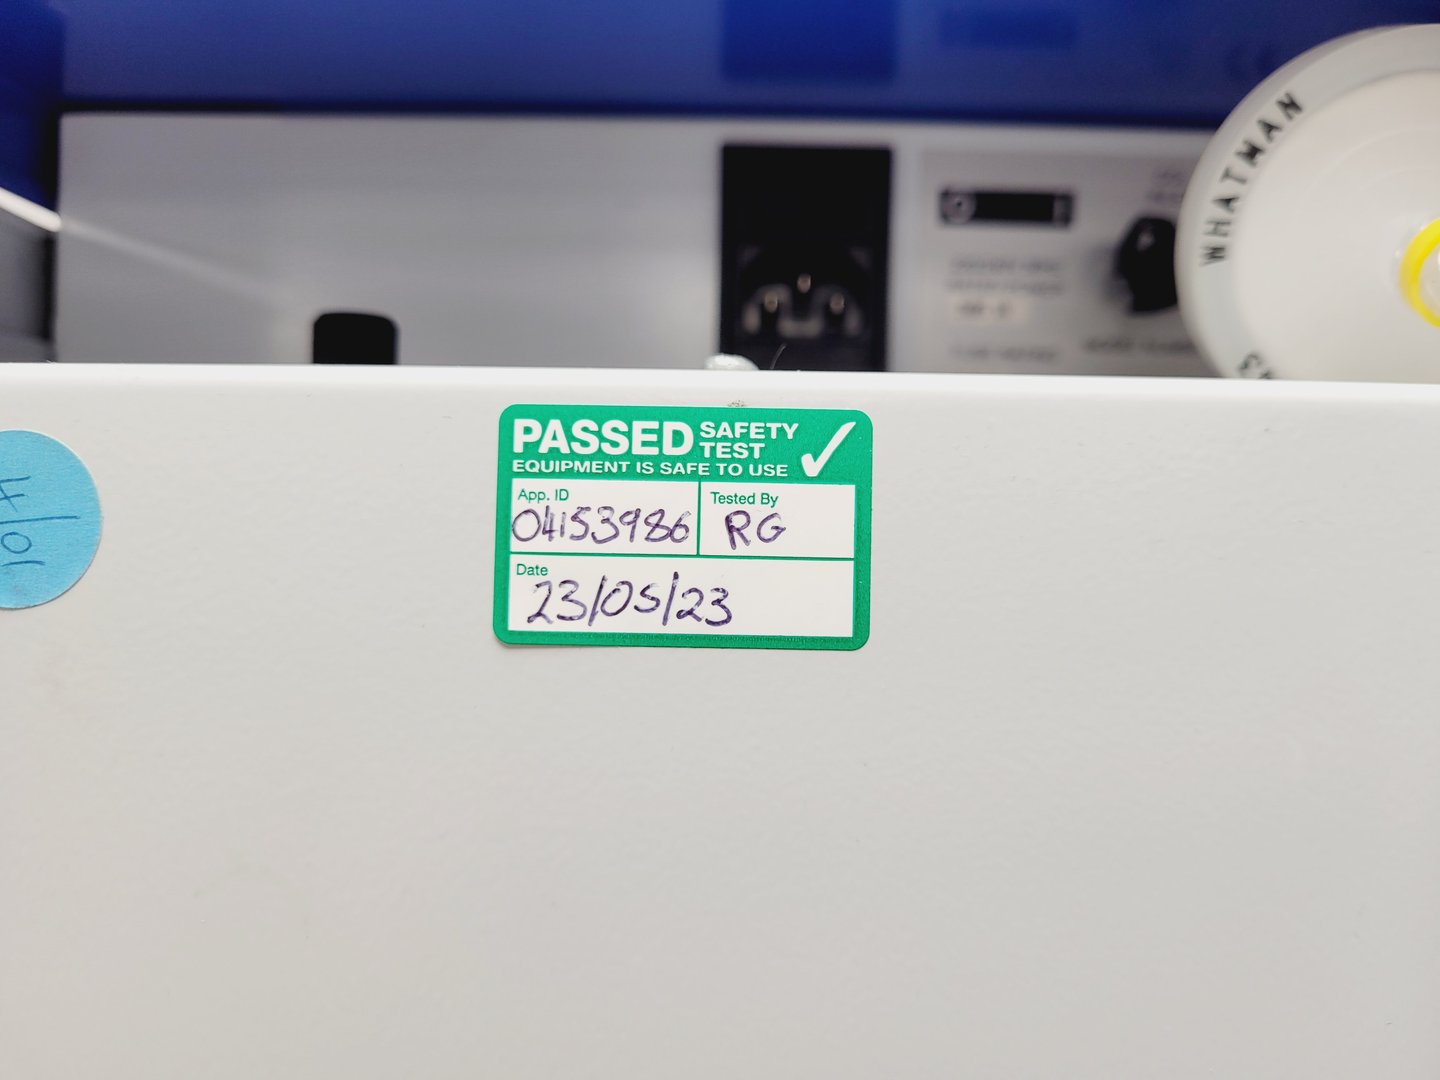 WHATMAN
PASSED SAFETY TEST
EQUIPMENT IS SAFE TO USE
App. ID
04153986
Tested By
RG
Date
23/05/23